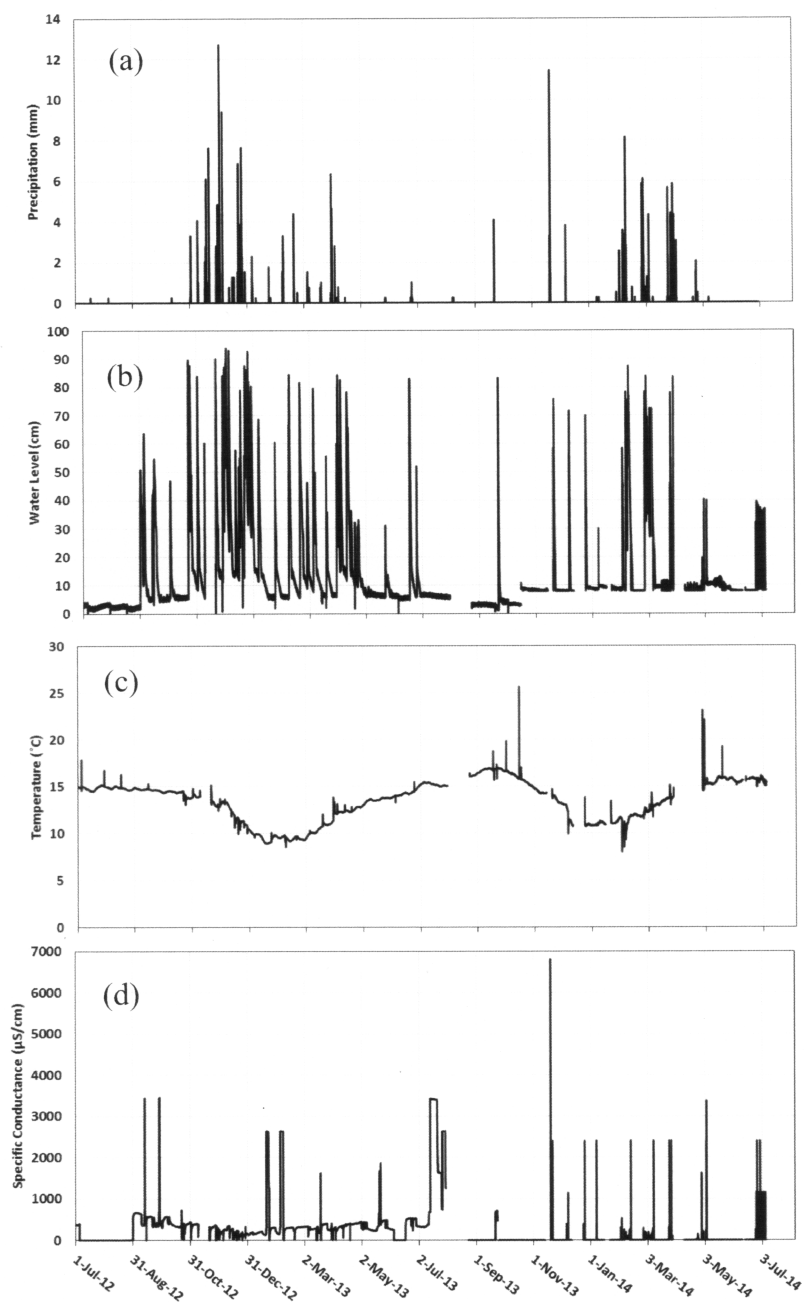 14
12
10
8
6
4
2
0
Precipitation (mm)
(a)
100
90
80
70
60
50
40
30
20
10
0
Water Level (cm)
(b)
30
25
20
15
10
5
0
Temperature (˚C)
(c)
7000
6000
5000
4000
3000
2000
1000
0
Specific Conductance (µS/cm)
(d)
1-Jul-12
31-Aug-12
31-Oct-12
31-Dec-12
2-Mar-13
2-May-13
2-Jul-13
1-Sep-13
1-Nov-13
1-Jan-14
3-Mar-14
3-May-14
3-Jul-14